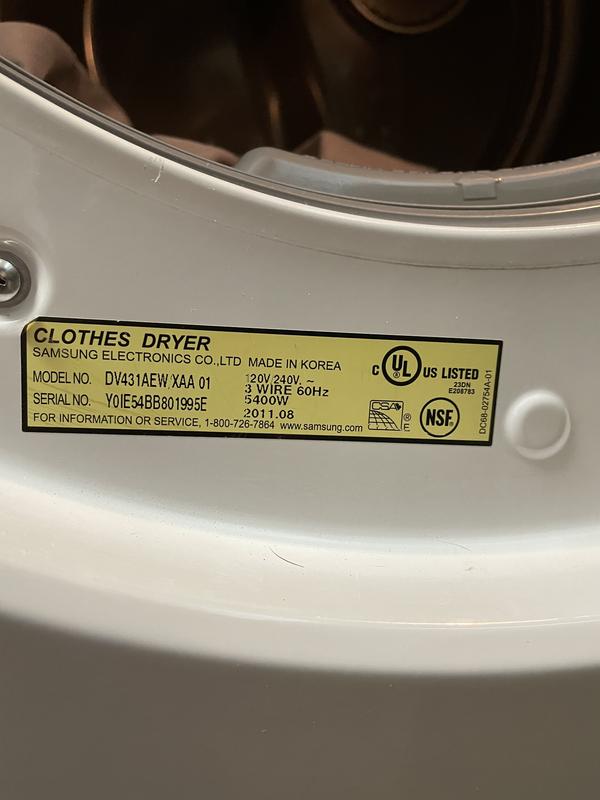 CLOTHES DRYER
SAMSUNG ELECTRONICS CO.,LTD MADE IN KOREA
MODEL NO. DV431AEW/XAA 01 120V/240V. ~
3 WIRE 60Hz
SERIAL NO. Y0IE54BB801995E 5400W
2011.08
FOR INFORMATION OR SERVICE, 1-800-726-7864 www.samsung.com
C UL ® US LISTED
23DN
E208783
CSA ® E
NSF ®
DC68-02754A-01